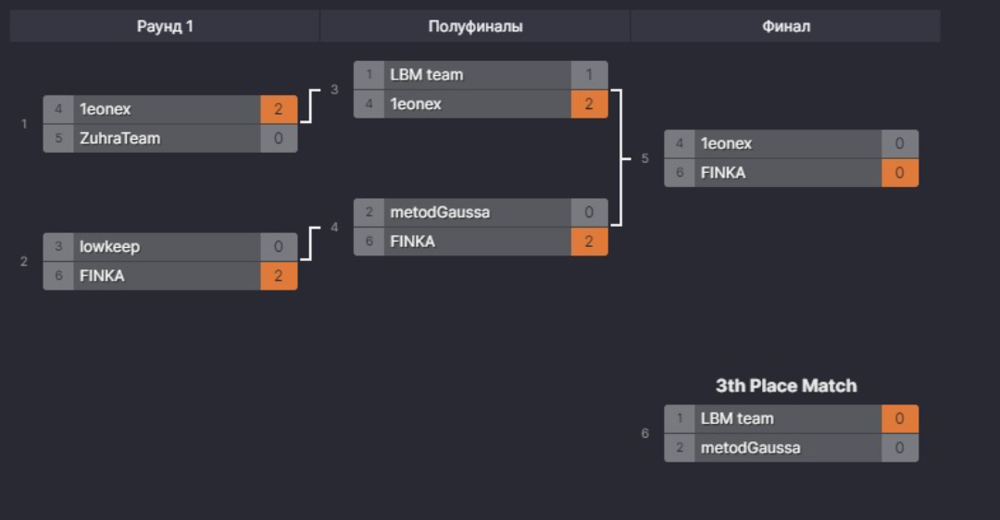 Раунд 1 Полуфиналы Финал
1 LBM team 1
3
4 1eonex 2
4 1eonex 2
1
5 ZuhraTeam 0
4 1eonex 0
5
6 FINKA 0
2 metodGaussa 0
4
6 FINKA 2
3 lowkeep 0
2
6 FINKA 2
3th Place Match
1 LBM team 0
6
2 metodGaussa 0